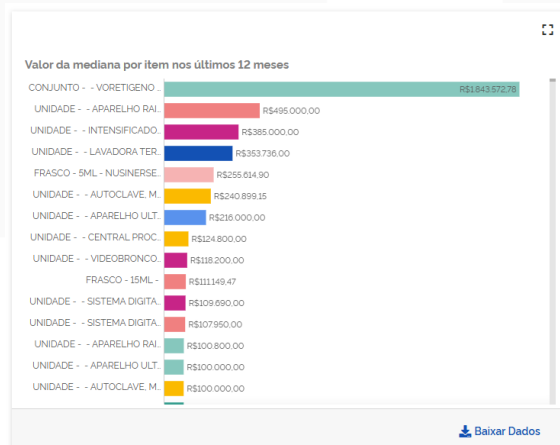 Valor da mediana por item nos últimos 12 meses
CONJUNTO - - VORETIGENO... R$1.843.572,78
UNIDADE - - APARELHO RAI... R$495.000,00
UNIDADE - - INTENSIFICADO... R$385.000,00
UNIDADE - - LAVADORA TER... R$353.736,00
FRASCO - 5ML - NUSINERSE... R$255.614,90
UNIDADE - - AUTOCLAVE, M... R$240.899,15
UNIDADE - - APARELHO ULT... R$216.000,00
UNIDADE - - CENTRAL PROC... R$124.800,00
UNIDADE - - VIDEOBRONCO... R$118.200,00
FRASCO - 15ML - R$111.149,47
UNIDADE - - SISTEMA DIGITA... R$109.690,00
UNIDADE - - SISTEMA DIGITA... R$107.950,00
UNIDADE - - APARELHO RAI... R$100.800,00
UNIDADE - - APARELHO ULT... R$100.000,00
UNIDADE - - AUTOCLAVE, M... R$100.000,00
Baixar Dados